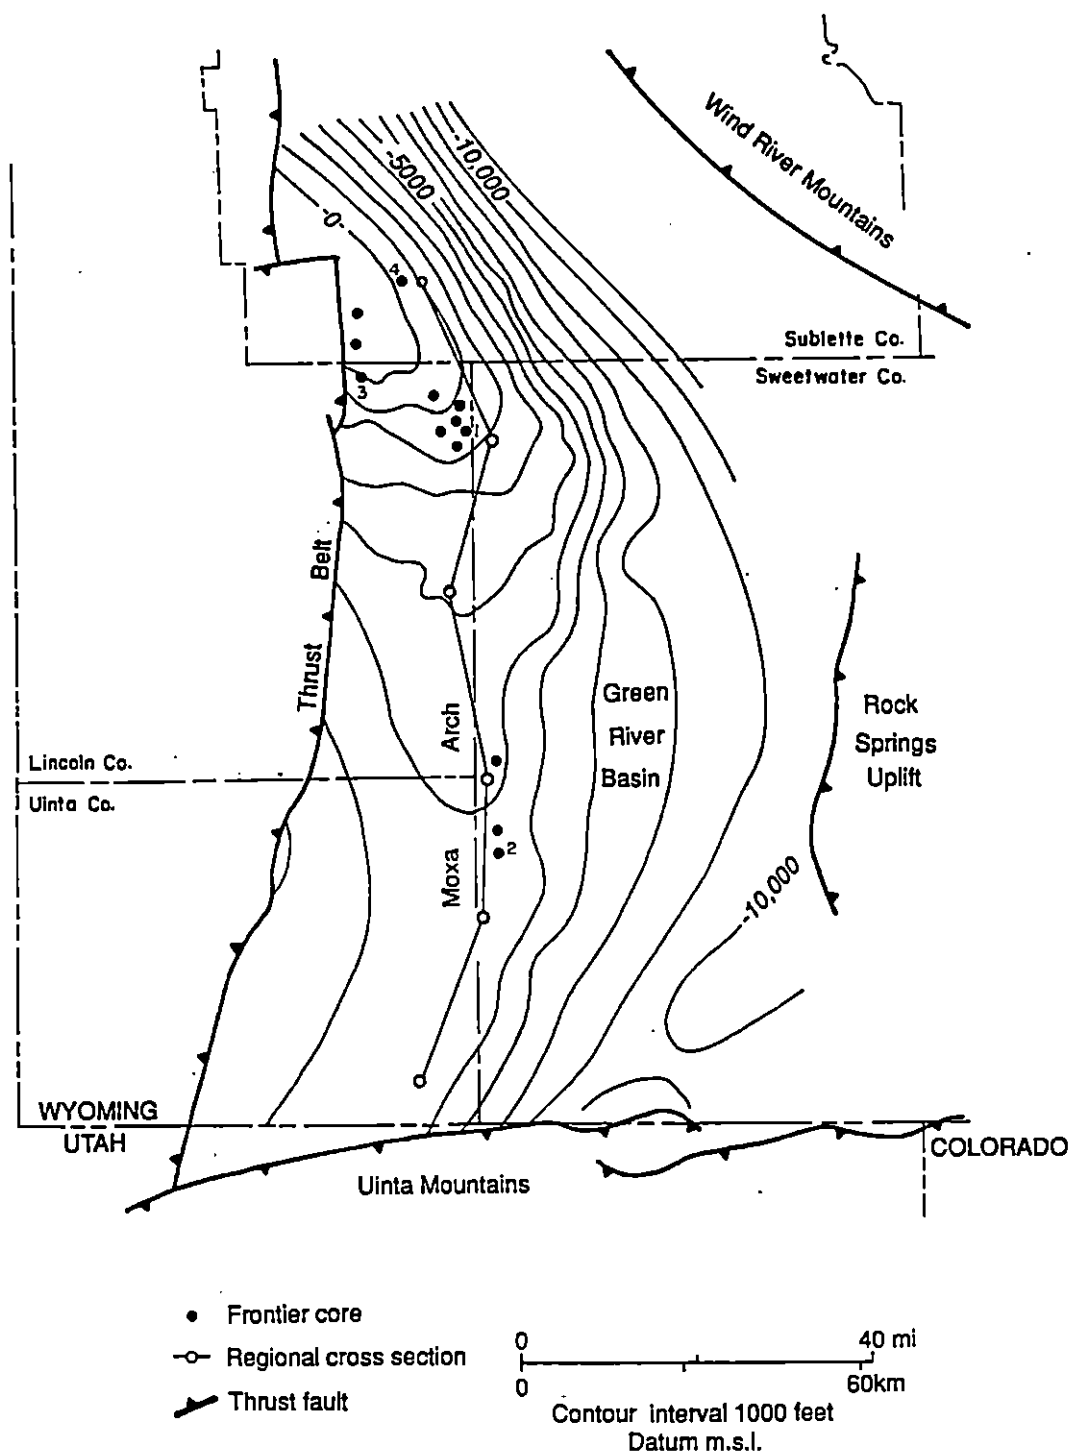 Wind River Mountains
-10,000
-5000
-0-
4
Sublette Co.
Sweetwater Co.
3
1
Thrust Belt
Green
River
Basin
Rock
Springs
Uplift
Moxa Arch
Lincoln Co.
Uinta Co.
2
-10,000
WYOMING
UTAH
COLORADO
Uinta Mountains
Frontier core
Regional cross section
Thrust fault
0 40 mi
0 60km
Contour interval 1000 feet
Datum m.s.l.